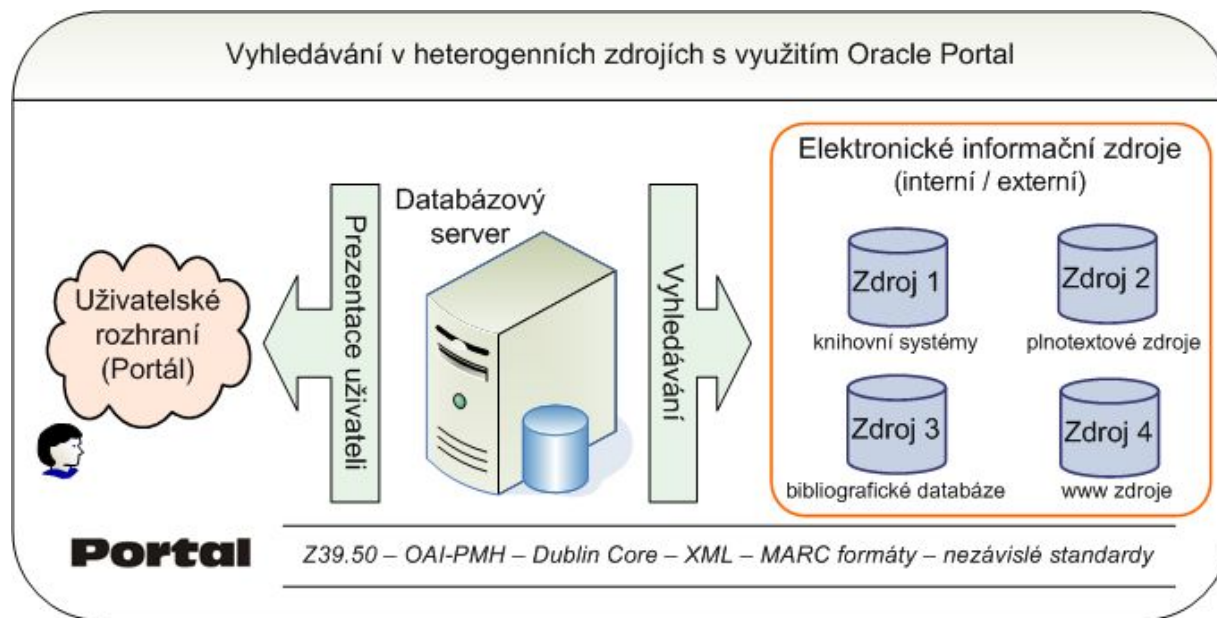 Vyhledávání v heterogenních zdrojích s využitím Oracle Portal
Uživatelské
rozhraní
(Portál)
Prezentace uživateli
Databázový
server
Vyhledávání
Elektronické informační zdroje
(interní / externí)
Zdroj 1
knihovní systémy
Zdroj 2
plnotextové zdroje
Zdroj 3
bibliografické databáze
Zdroj 4
www zdroje
Portal
Z39.50 – OAI-PMH – Dublin Core – XML – MARC formáty – nezávislé standardy